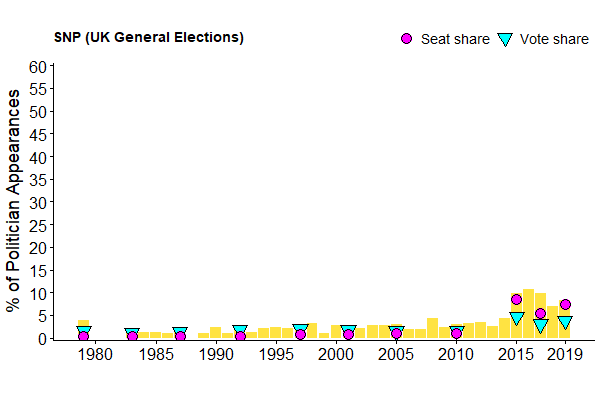 SNP (UK General Elections)
Seat share
Vote share
% of Politician Appearances
60
55
50
45
40
35
30
25
20
15
10
5
0
1980 1985 1990 1995 2000 2005 2010 2015 2019